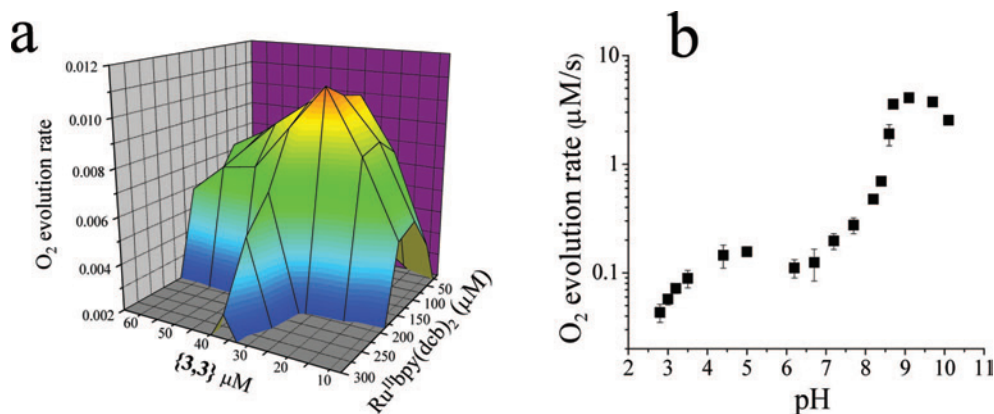 a
0.012
0.010
0.008
0.006
0.004
0.002
O₂ evolution rate
60
50
40
30
20
10
{3,3} μM
50
100
150
200
250
300
Ruᴵᴵᴵbpy(dcb)₂ (μM)
b
10
1
0.1
O₂ evolution rate (μM/s)
2 3 4 5 6 7 8 9 10 11
pH